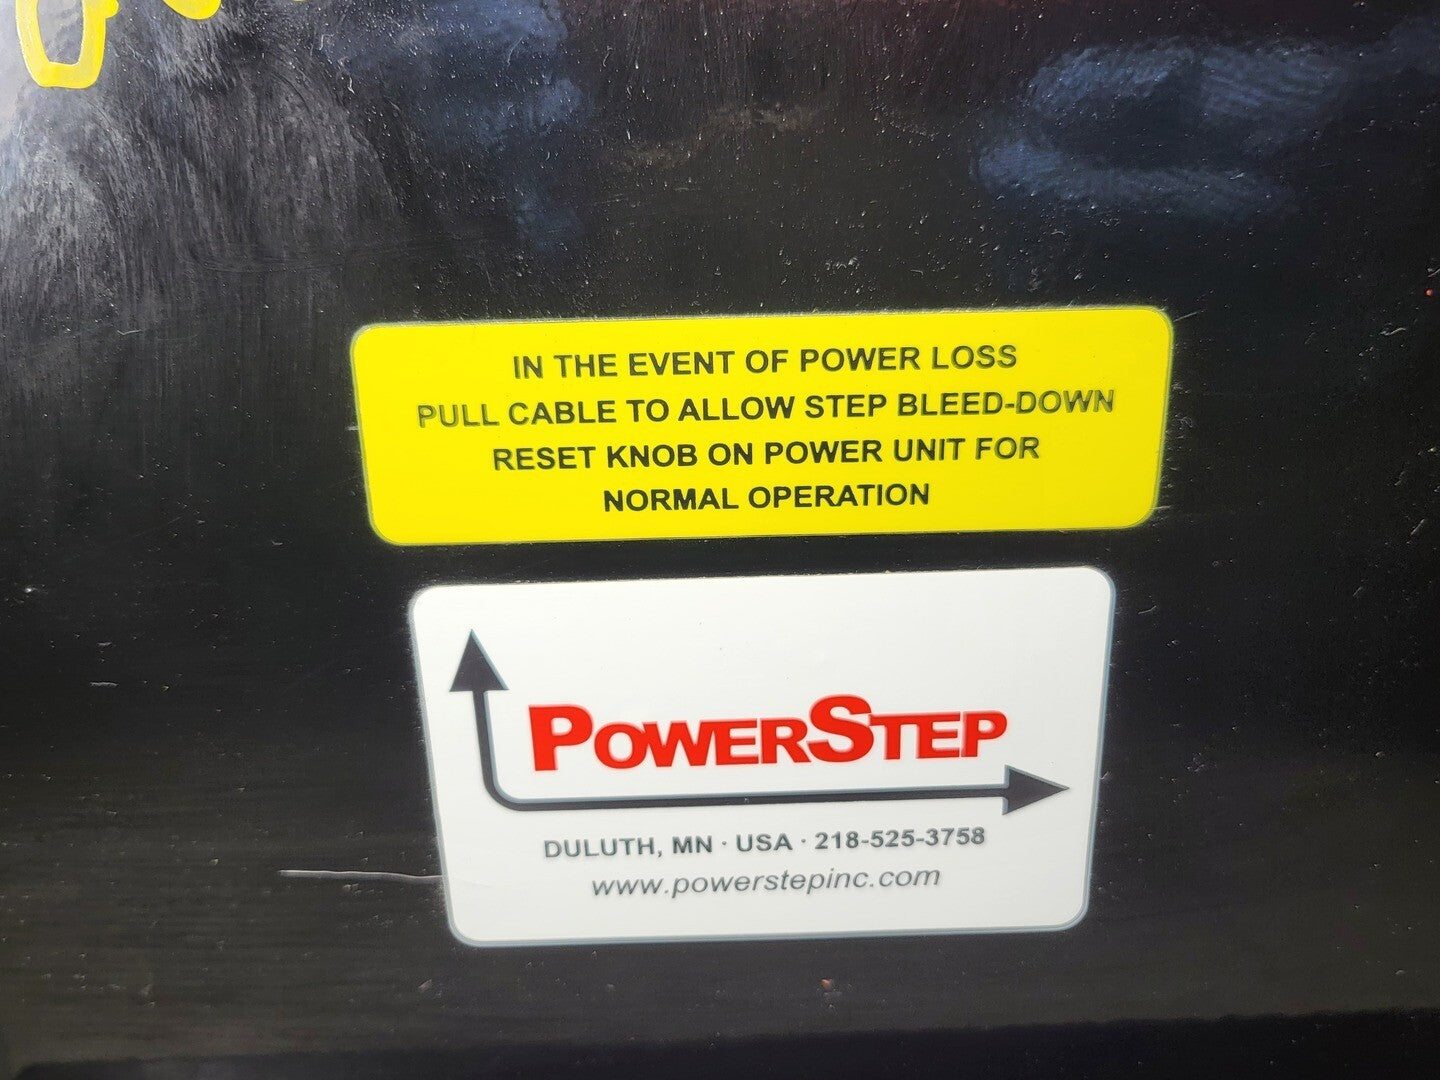 IN THE EVENT OF POWER LOSS
PULL CABLE TO ALLOW STEP BLEED-DOWN
RESET KNOB ON POWER UNIT FOR
NORMAL OPERATION
POWERSTEP
DULUTH, MN · USA · 218-525-3758
www.powerstepinc.com